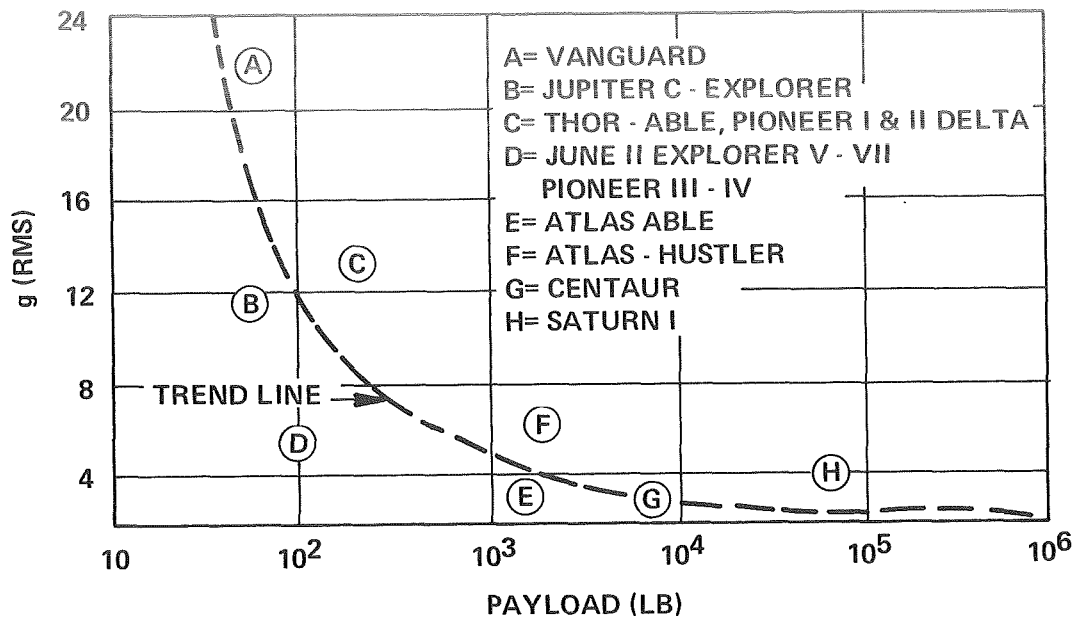 24
20
16
12
8
4
g (RMS)
A= VANGUARD
B= JUPITER C - EXPLORER
C= THOR - ABLE, PIONEER I & II DELTA
D= JUNE II EXPLORER V - VII
PIONEER III - IV
E= ATLAS ABLE
F= ATLAS - HUSTLER
G= CENTAUR
H= SATURN I
A
B
C
TREND LINE
D
F
E
G
H
10
10²
10³
10⁴
10⁵
10⁶
PAYLOAD (LB)